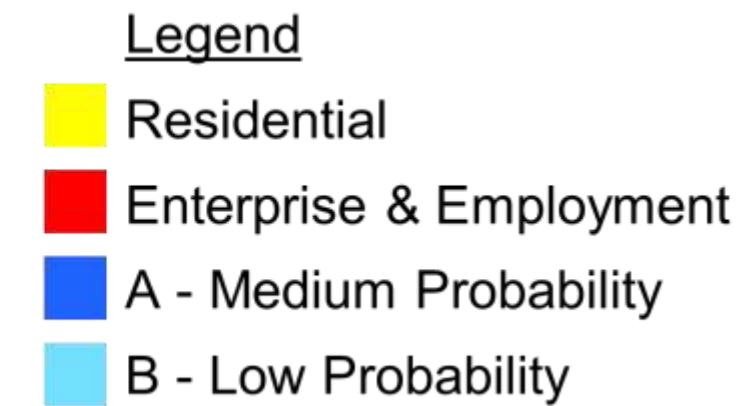 Legend
Residential
Enterprise & Employment
A - Medium Probability
B - Low Probability